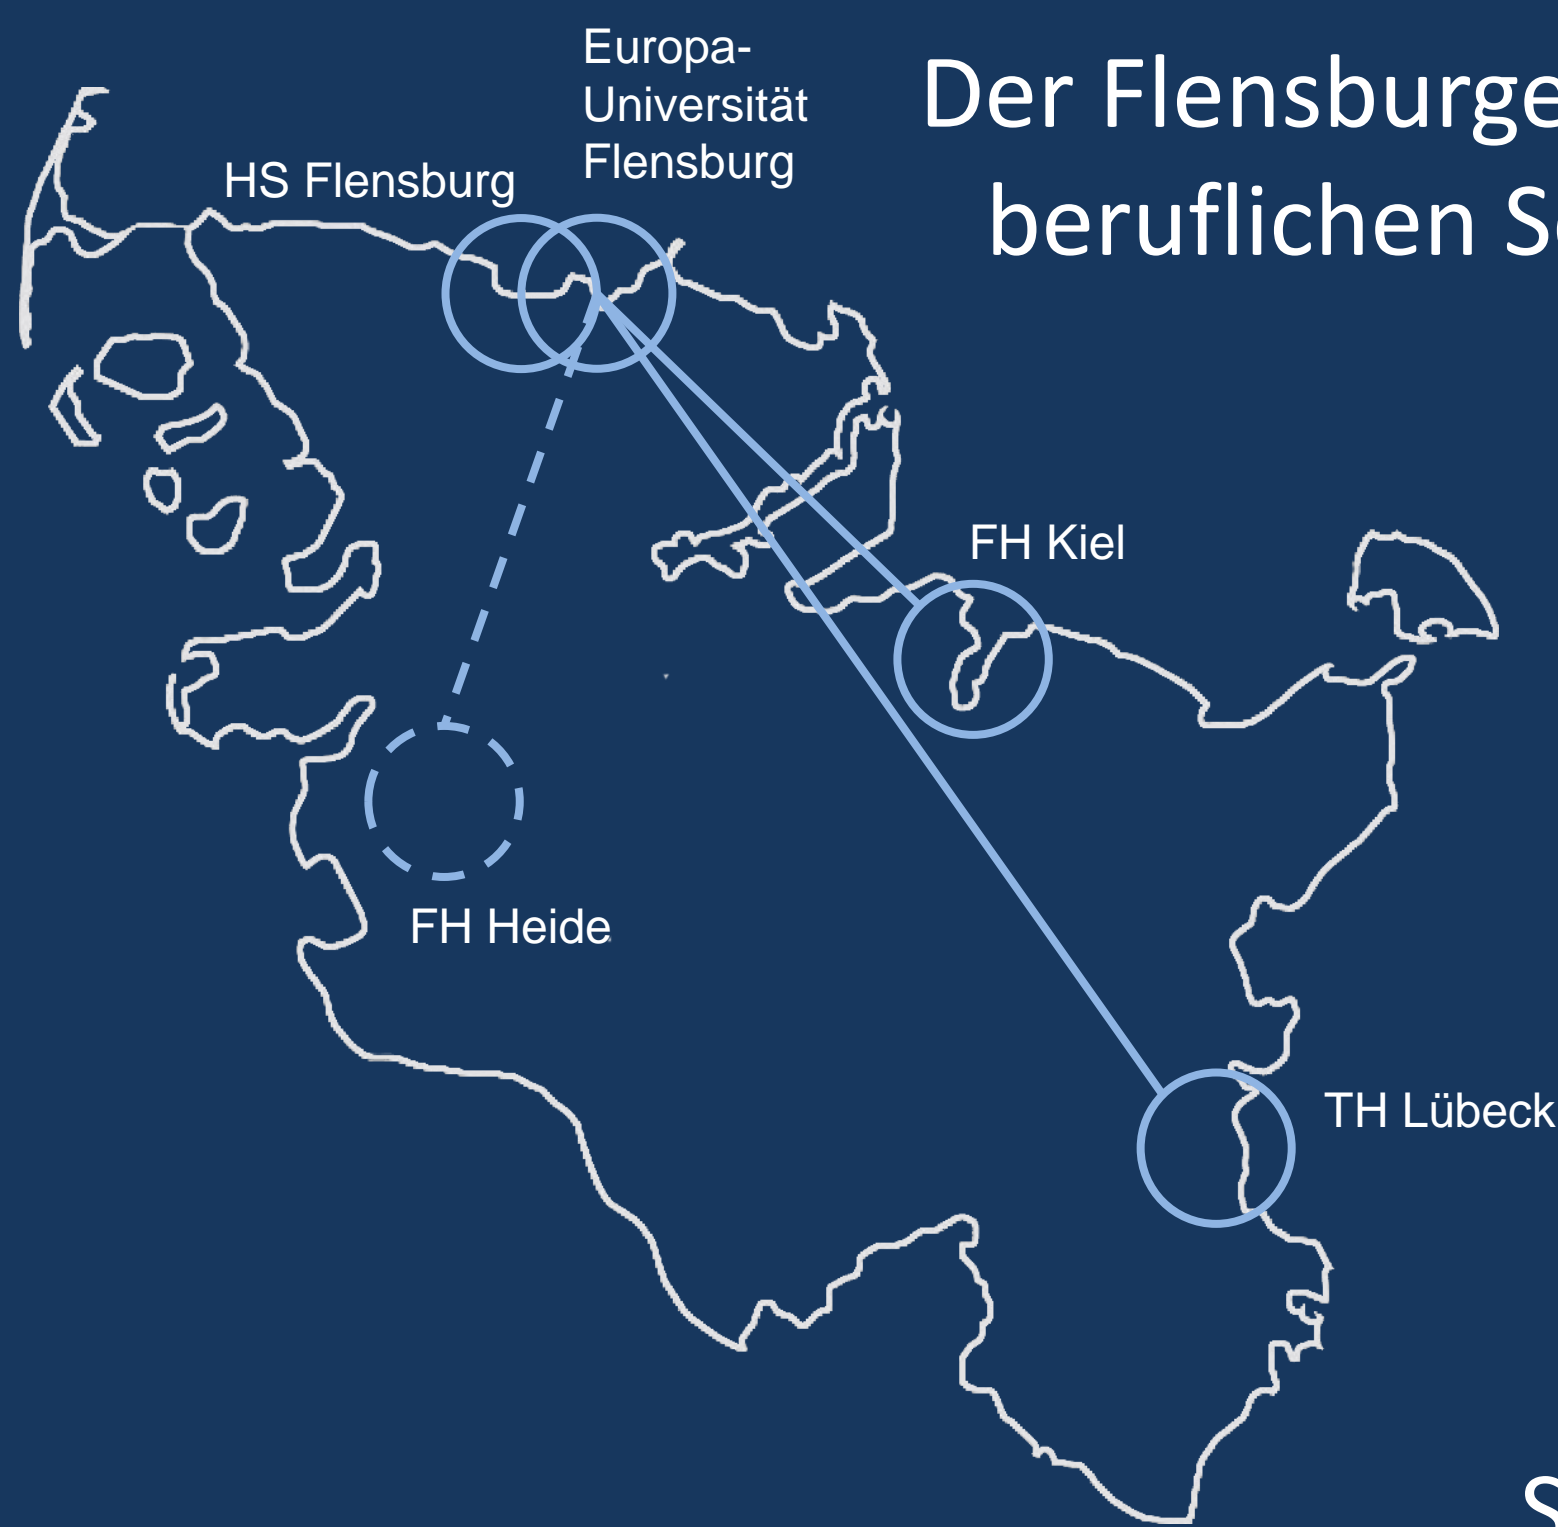 Europa-
Universität
Flensburg
HS Flensburg
Der Flensburge
beruflichen S
FH Kiel
FH Heide
TH Lübeck
S